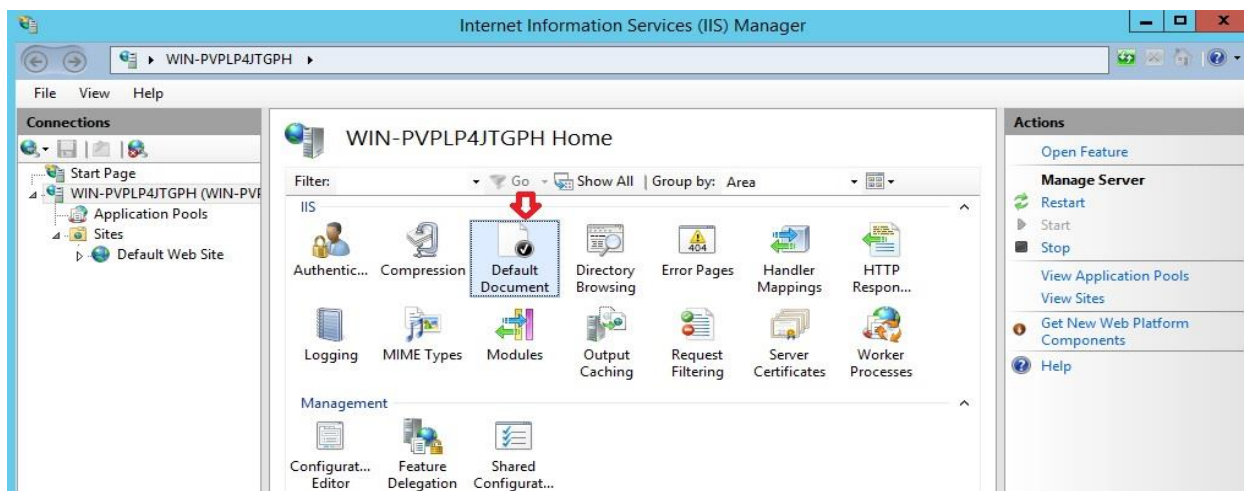 Internet Information Services (IIS) Manager
WIN-PVPLP4JTGPH
File View Help
Connections
Start Page
WIN-PVPLP4JTGPH (WIN-PVP
Application Pools
Sites
Default Web Site
WIN-PVPLP4JTGPH Home
Filter: Go Show All Group by: Area
IIS
Authentic... Compression Default Document Directory Browsing Error Pages Handler Mappings HTTP Respon...
404
Logging MIME Types Modules Output Caching Request Filtering Server Certificates Worker Processes
Management
Configurat... Editor Feature Delegation Shared Configurat...
Actions
Open Feature
Manage Server
Restart
Start
Stop
View Application Pools
View Sites
Get New Web Platform
Components
Help